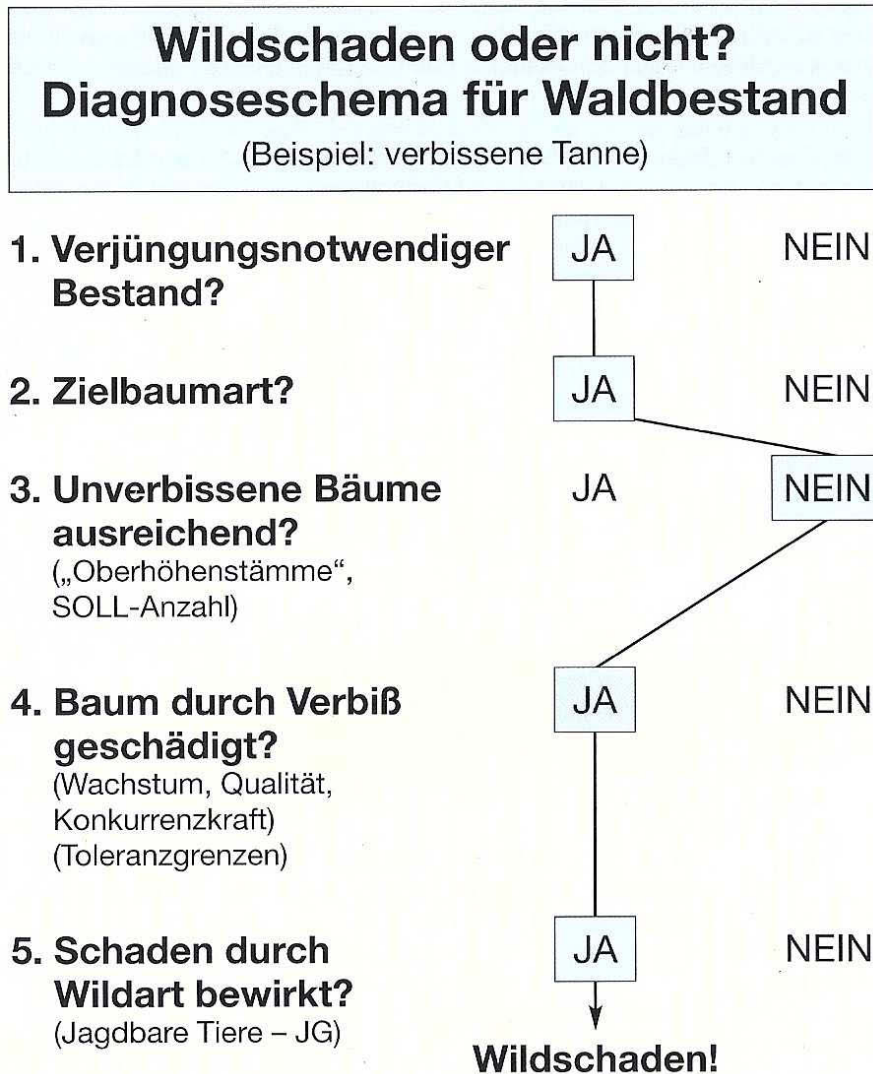 Wildschaden oder nicht?
Diagnoseschema für Waldbestand
(Beispiel: verbissene Tanne)
1. Verjüngungsnotwendiger JA NEIN
Bestand?
2. Zielbaumart? JA NEIN
3. Unverbissene Bäume JA NEIN
ausreichend?
(„Oberhöhenstämme“,
SOLL-Anzahl)
4. Baum durch Verbiß JA NEIN
geschädigt?
(Wachstum, Qualität,
Konkurrenzkraft)
(Toleranzgrenzen)
5. Schaden durch JA NEIN
Wildart bewirkt?
(Jagdbare Tiere – JG)
Wildschaden!